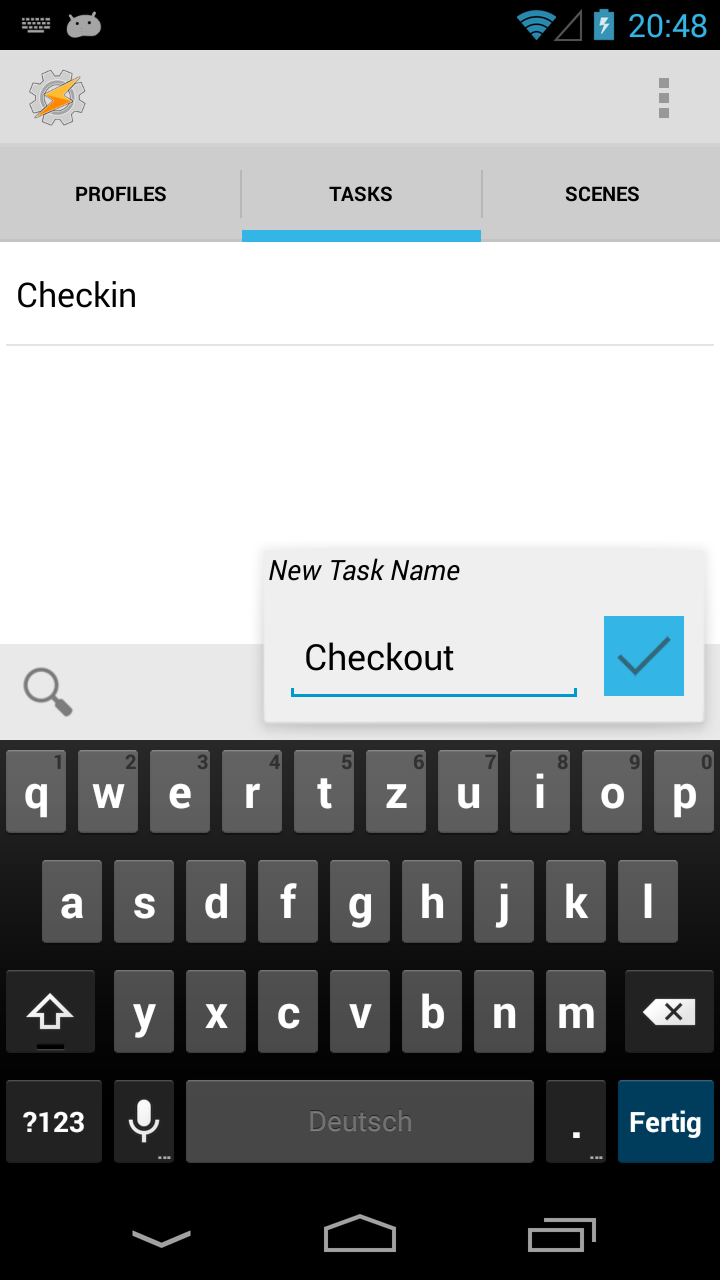 20:48
PROFILES TASKS SCENES
Checkin
New Task Name
Checkout
1 2 3 4 5 6 7 8 9 0
q w e r t z u i o p
a s d f g h j k l
y x c v b n m
?123 Deutsch . Fertig